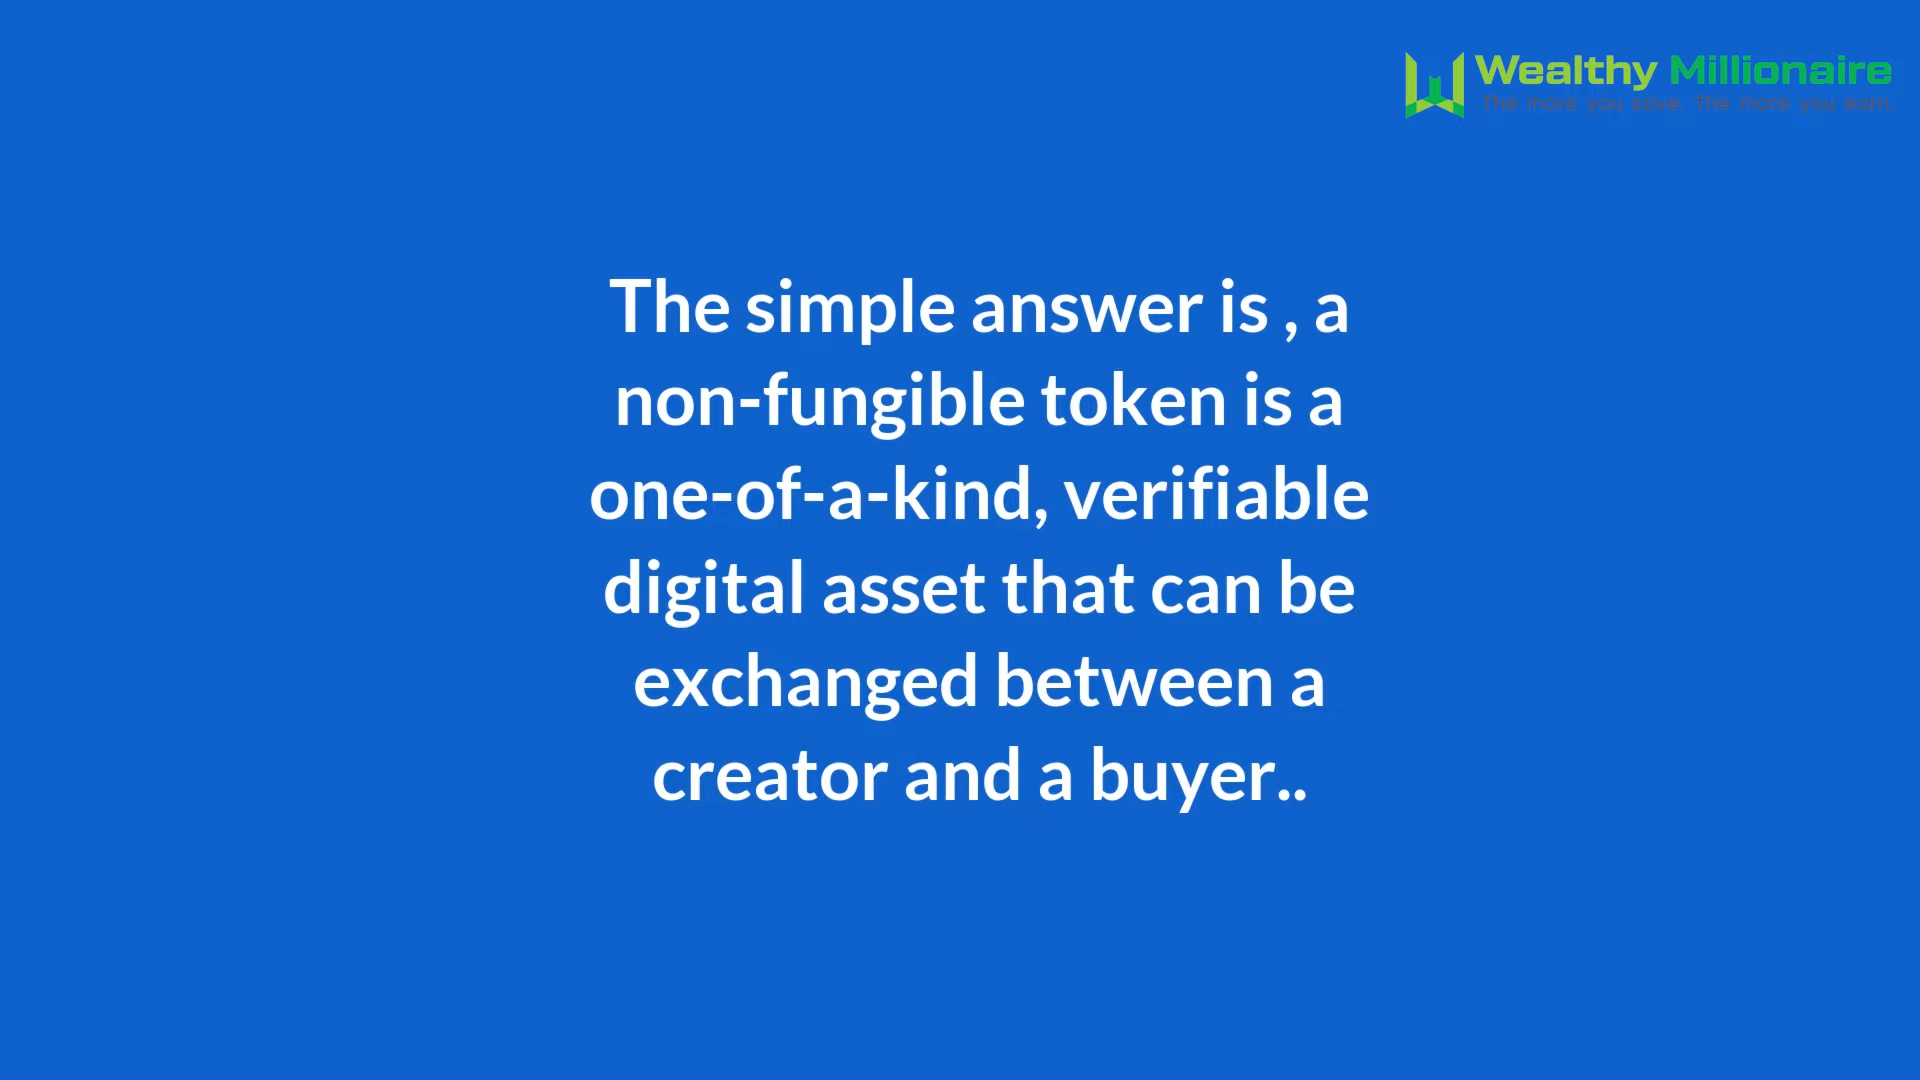 Wealthy Millionaire
The more you save. The more you earn.
The simple answer is , a
non-fungible token is a
one-of-a-kind, verifiable
digital asset that can be
exchanged between a
creator and a buyer..